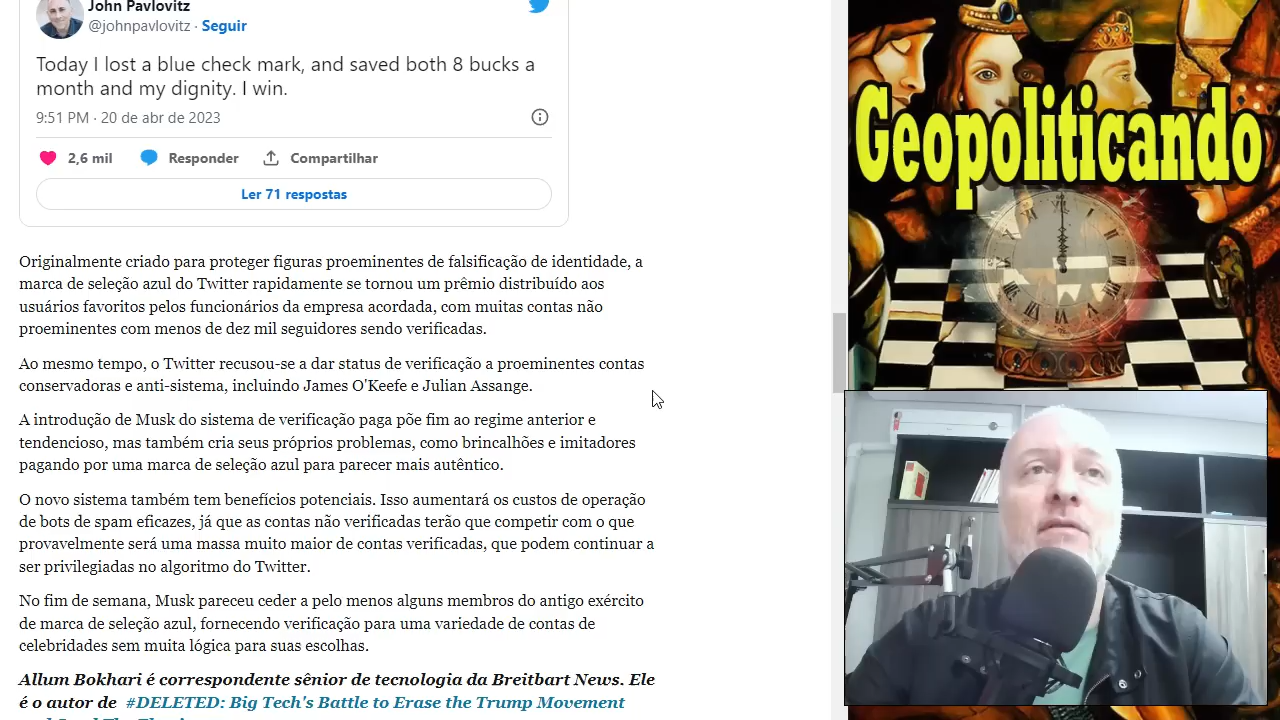 John Pavlovitz
@johnpavlovitz · Seguir
Today I lost a blue check mark, and saved both 8 bucks a
month and my dignity. I win.
9:51 PM · 20 de abr de 2023
2,6 mil
Responder
Compartilhar
Ler 71 respostas
Originalmente criado para proteger figuras proeminentes de falsificação de identidade, a
marca de seleção azul do Twitter rapidamente se tornou um prêmio distribuído aos
usuários favoritos pelos funcionários da empresa acordada, com muitas contas não
proeminentes com menos de dez mil seguidores sendo verificadas.
Ao mesmo tempo, o Twitter recusou-se a dar status de verificação a proeminentes contas
conservadoras e anti-sistema, incluindo James O'Keefe e Julian Assange.
A introdução de Musk do sistema de verificação paga põe fim ao regime anterior e
tendencioso, mas também cria seus próprios problemas, como brincalhões e imitadores
pagando por uma marca de seleção azul para parecer mais autêntico.
O novo sistema também tem benefícios potenciais. Isso aumentará os custos de operação
de bots de spam eficazes, já que as contas não verificadas terão que competir com o que
provavelmente será uma massa muito maior de contas verificadas, que podem continuar a
ser privilegiadas no algoritmo do Twitter.
No fim de semana, Musk pareceu ceder a pelo menos alguns membros do antigo exército
de marca de seleção azul, fornecendo verificação para uma variedade de contas de
celebridades sem muita lógica para suas escolhas.
Allum Bokhari é correspondente sênior de tecnologia da Breitbart News. Ele
é o autor de #DELETED: Big Tech's Battle to Erase the Trump Movement
Geopoliticando